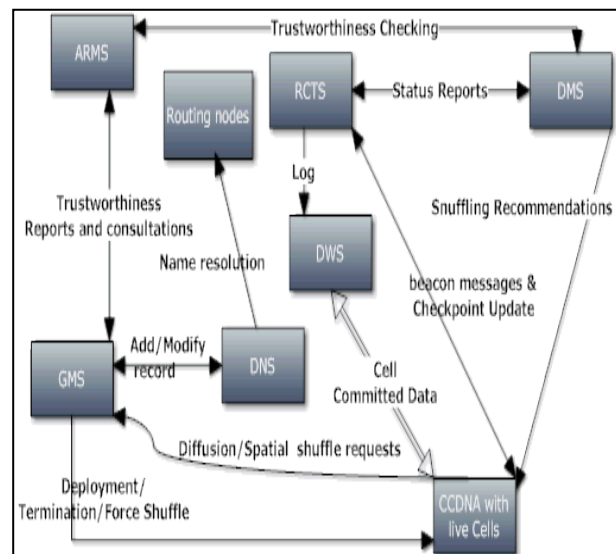 Trustworthiness Checking
ARMS
RCTS
Status Reports
DMS
Routing nodes
Log
Trustworthiness
Reports and consultations
Snuffling Recommendations
Name resolution
DWS
beacon messages &
Checkpoint Update
Add/Modify
record
GMS
DNS
Cell
Committed Data
Diffusion/Spatial shuffle requests
Deployment/
Termination/Force Shuffle
CCDNA with
live Cells